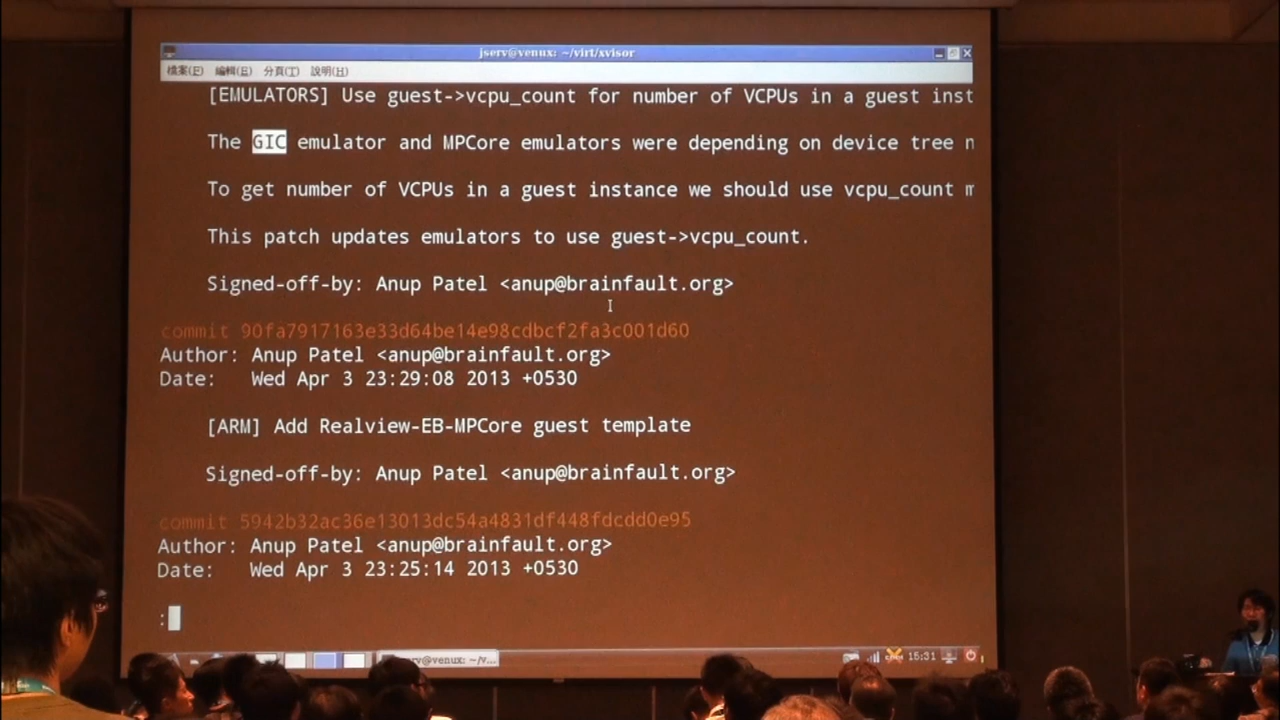 jserv@venux: ~/virt/xvisor
檔案(F) 編輯(E) 分頁(T) 說明(H)
[EMULATORS] Use guest->vcpu_count for number of VCPUs in a guest inst
The GIC emulator and MPCore emulators were depending on device tree n
To get number of VCPUs in a guest instance we should use vcpu_count m
This patch updates emulators to use guest->vcpu_count.
Signed-off-by: Anup Patel <anup@brainfault.org>
commit 90fa7917163e33d64be14e98cdbcf2fa3c001d60
Author: Anup Patel <anup@brainfault.org>
Date: Wed Apr 3 23:29:08 2013 +0530
[ARM] Add Realview-EB-MPCore guest template
Signed-off-by: Anup Patel <anup@brainfault.org>
commit 5942b32ac36e13013dc54a4831df448fdcdd0e95
Author: Anup Patel <anup@brainfault.org>
Date: Wed Apr 3 23:25:14 2013 +0530
:
erv@venux: ~/v... 15:31